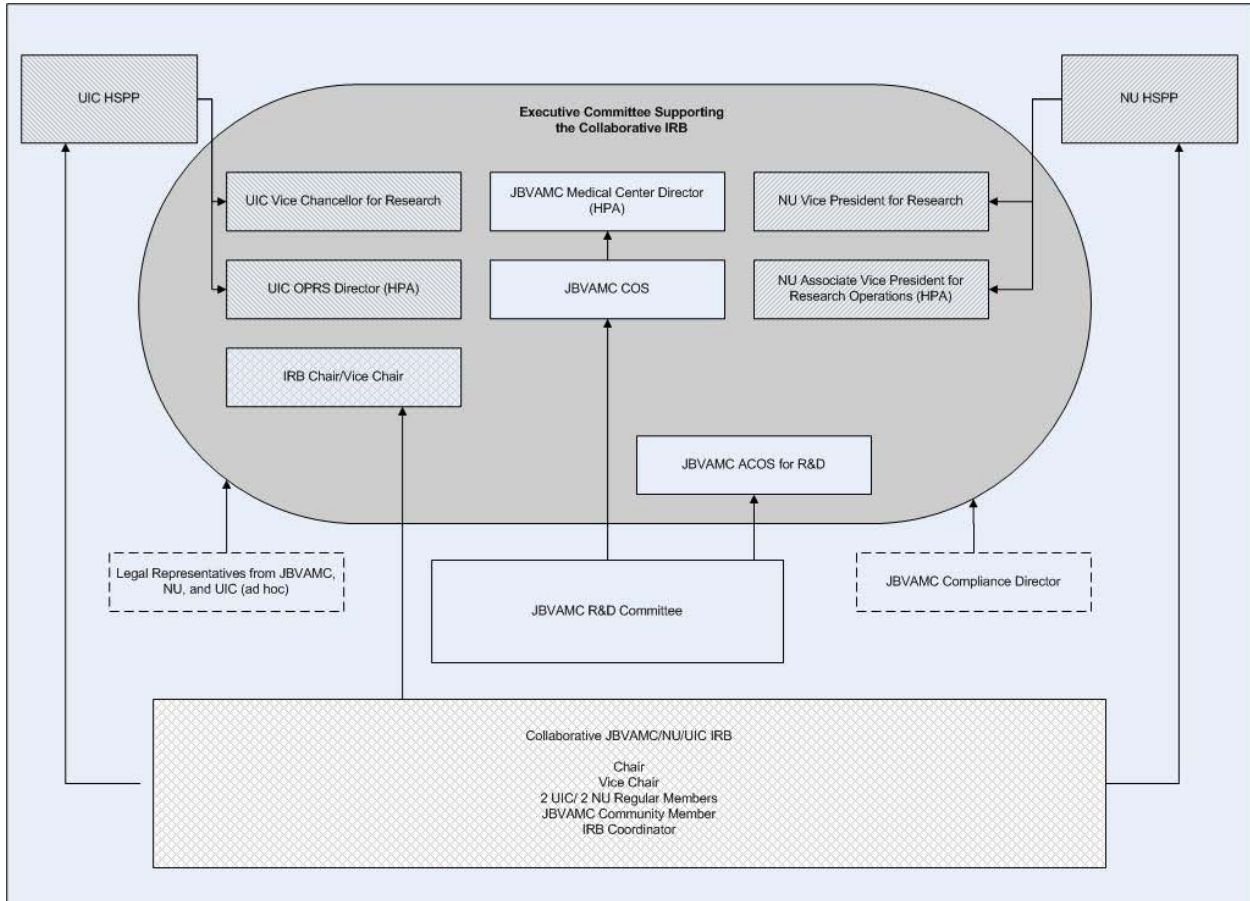 UIC HSPP
NU HSPP
Executive Committee Supporting
the Collaborative IRB
UIC Vice Chancellor for Research
JBVAMC Medical Center Director
(HPA)
NU Vice President for Research
UIC OPRS Director (HPA)
JBVAMC COS
NU Associate Vice President for
Research Operations (HPA)
IRB Chair/Vice Chair
JBVAMC ACOS for R&D
Legal Representatives from JBVAMC,
NU, and UIC (ad hoc)
JBVAMC R&D Committee
JBVAMC Compliance Director
Collaborative JBVAMC/NU/UIC IRB
Chair
Vice Chair
2 UIC/ 2 NU Regular Members
JBVAMC Community Member
IRB Coordinator